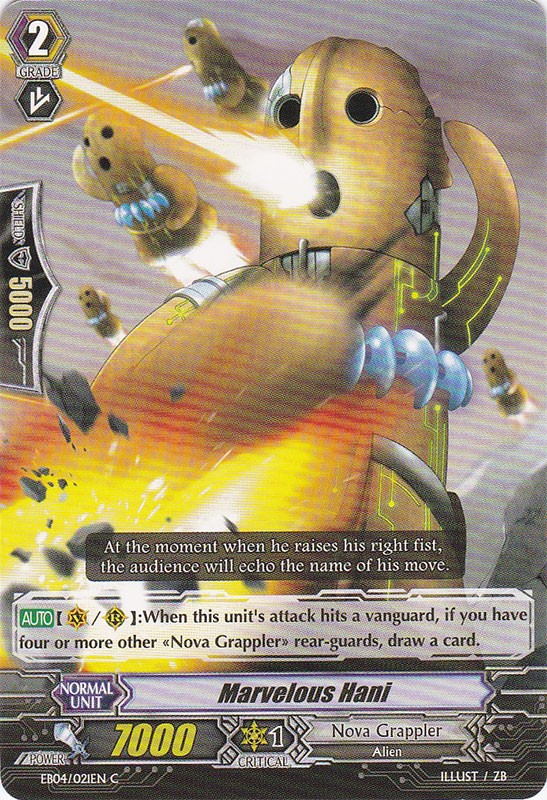 2
GRADE
SHIELD
5000
At the moment when he raises his right fist,
the audience will echo the name of his move.
AUTO【 V / R 】:When this unit's attack hits a vanguard, if you have
four or more other «Nova Grappler» rear-guards, draw a card.
NORMAL
UNIT
Marvelous Hani
POWER
7000
1
CRITICAL
Nova Grappler
Alien
EB04/021EN C
ILLUST / ZB